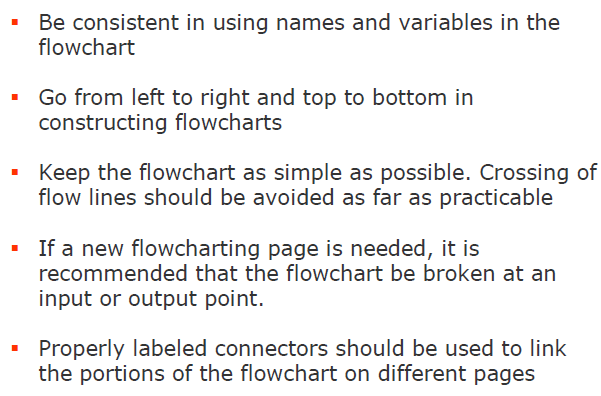 ▪ Be consistent in using names and variables in the
flowchart
▪ Go from left to right and top to bottom in
constructing flowcharts
▪ Keep the flowchart as simple as possible. Crossing of
flow lines should be avoided as far as practicable
▪ If a new flowcharting page is needed, it is
recommended that the flowchart be broken at an
input or output point.
▪ Properly labeled connectors should be used to link
the portions of the flowchart on different pages